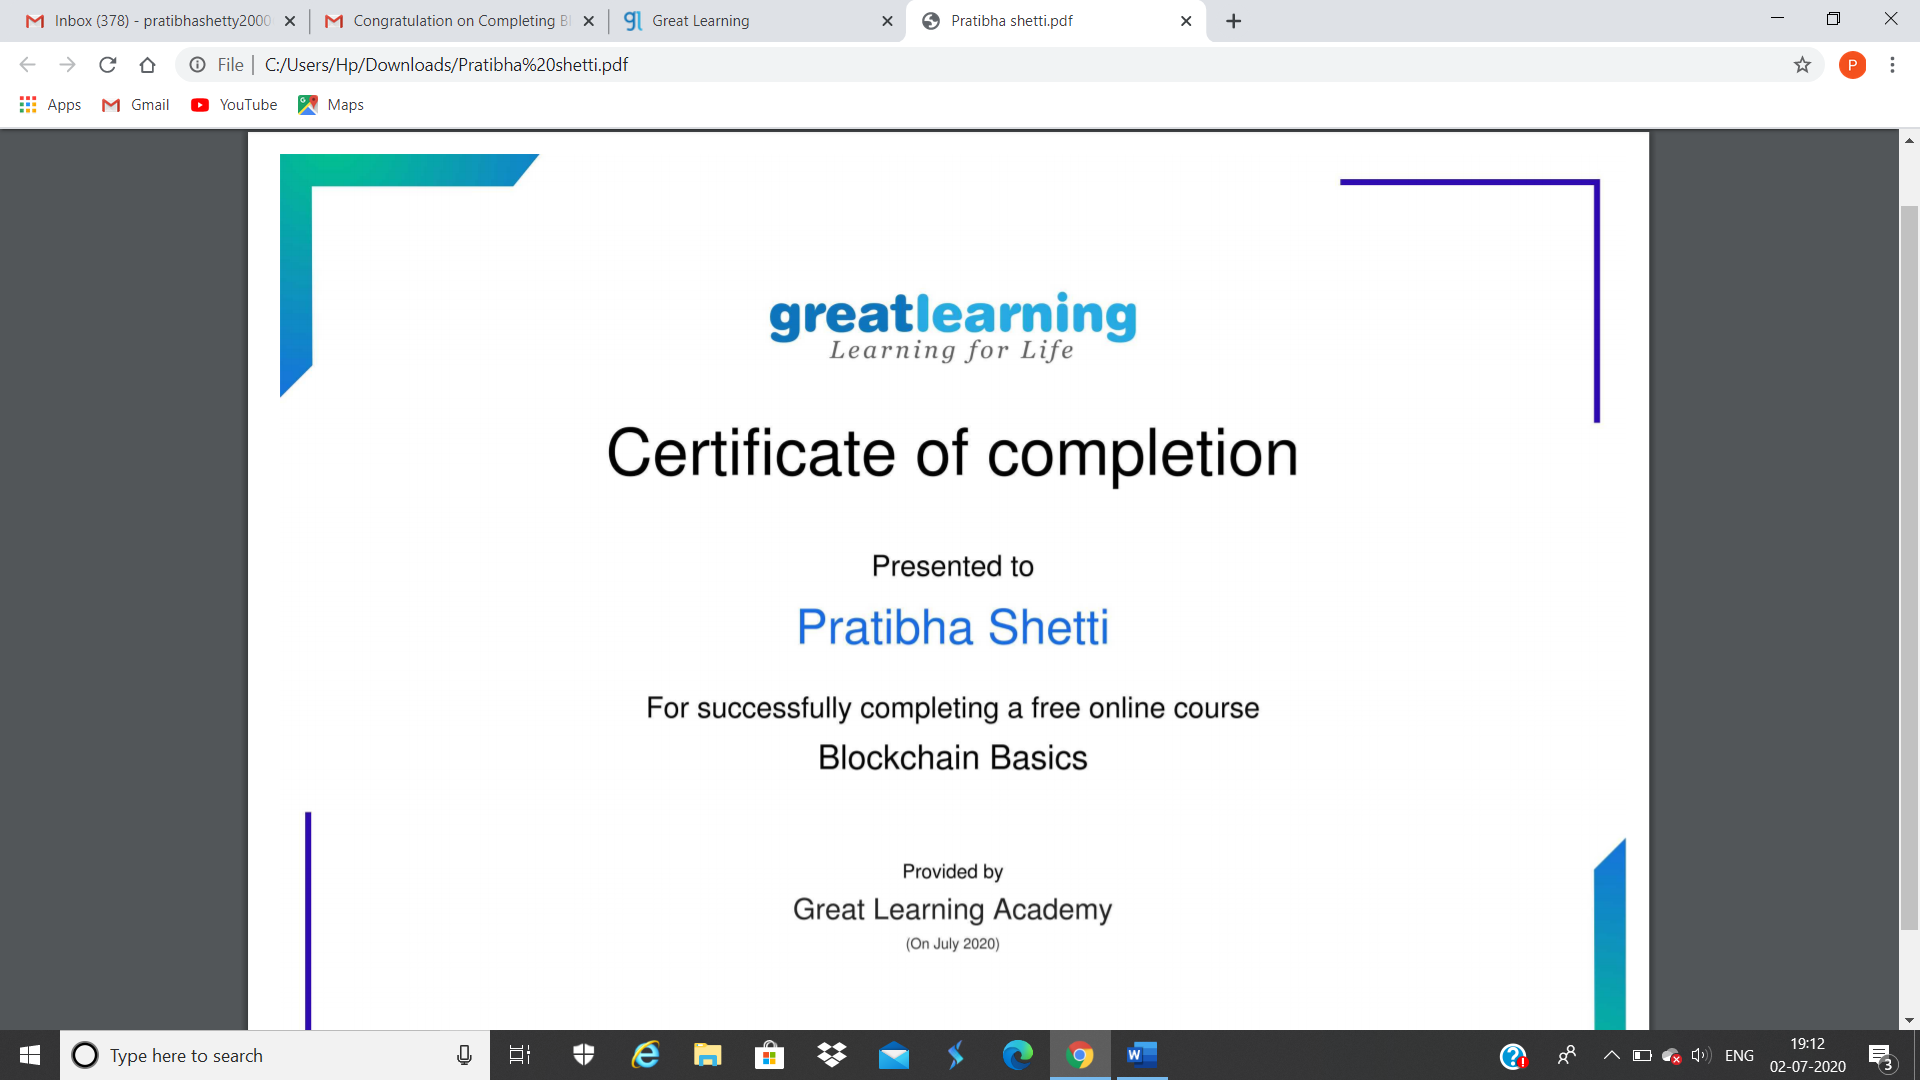 Inbox (378) - pratibhashetty2000
Congratulation on Completing B
Great Learning
Pratibha shetti.pdf
File
C:/Users/Hp/Downloads/Pratibha%20shetti.pdf
P
Apps
Gmail
YouTube
Maps
greatlearning
Learning for Life
Certificate of completion
Presented to
Pratibha Shetti
For successfully completing a free online course
Blockchain Basics
Provided by
Great Learning Academy
(On July 2020)
Type here to search
ENG
19:12
02-07-2020
3